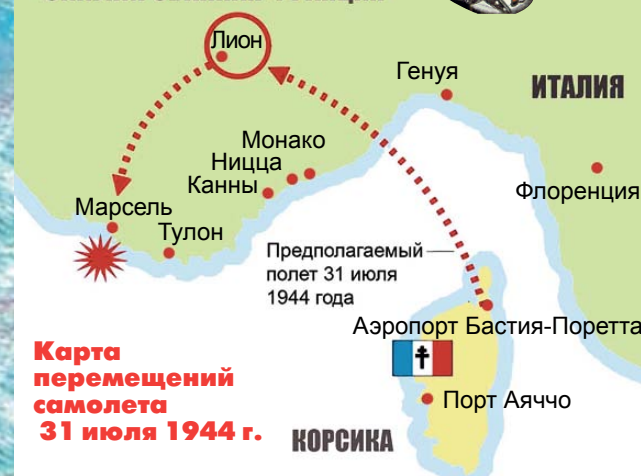 Лион
Генуя
ИТАЛИЯ
Монако
Ницца
Канны
Флоренция
Марсель
Тулон
Предполагаемый
полет 31 июля
1944 года
Аэропорт Бастия-Поретта
Карта
перемещений
самолета
31 июля 1944 г.
Порт Аяччо
КОРСИКА